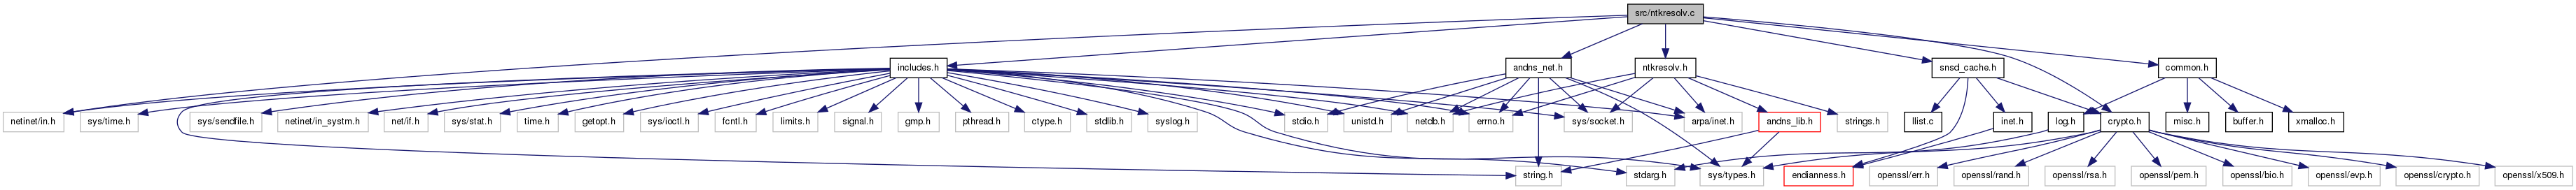 src/ntkresolv.c
includes.h
andns_net.h
ntkresolv.h
snsd_cache.h
common.h
netinet/in.h
sys/time.h
sys/sendfile.h
netinet/in_systm.h
net/if.h
sys/stat.h
time.h
getopt.h
sys/ioctl.h
fcntl.h
limits.h
signal.h
gmp.h
pthread.h
ctype.h
stdlib.h
syslog.h
stdio.h
unistd.h
netdb.h
errno.h
sys/socket.h
arpa/inet.h
andns_lib.h
strings.h
llist.c
inet.h
log.h
crypto.h
misc.h
buffer.h
xmalloc.h
string.h
stdarg.h
sys/types.h
endianness.h
openssl/err.h
openssl/rand.h
openssl/rsa.h
openssl/pem.h
openssl/bio.h
openssl/evp.h
openssl/crypto.h
openssl/x509.h